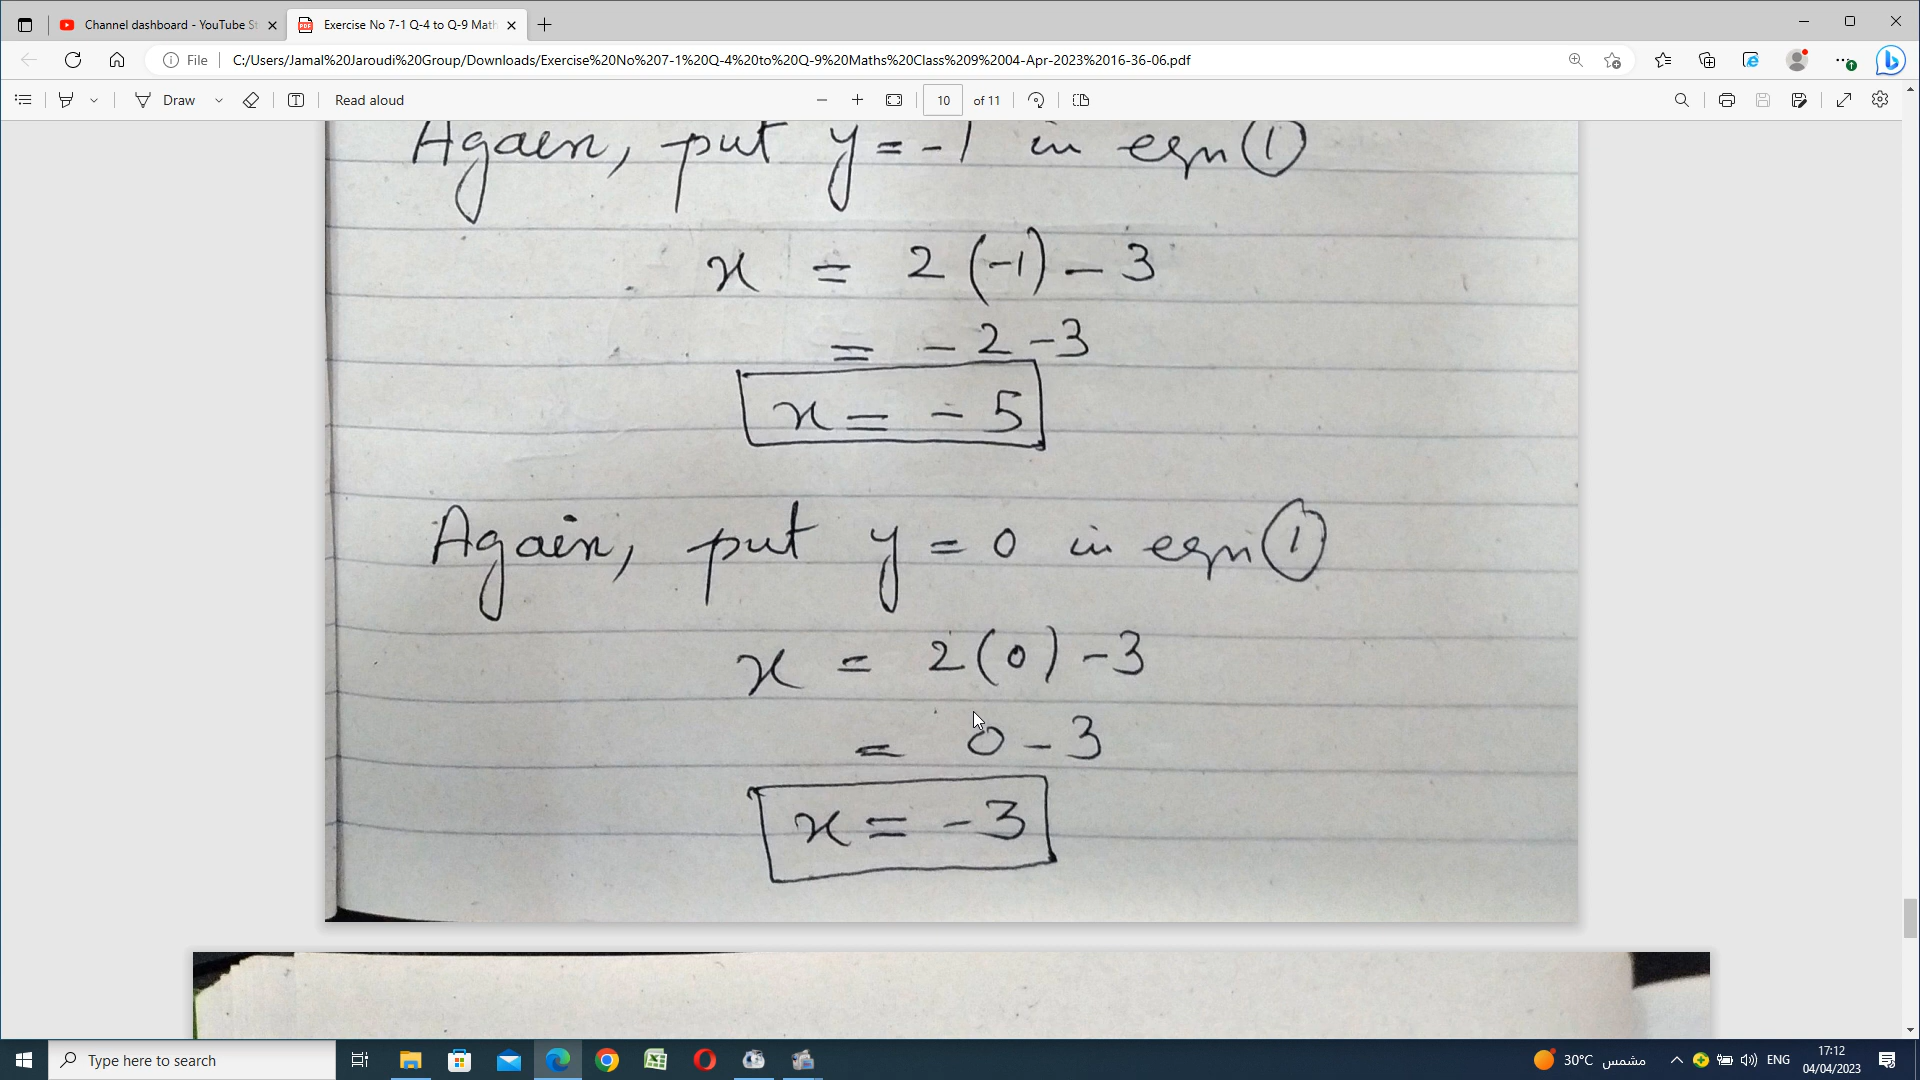 Channel dashboard - YouTube St
Exercise No 7-1 Q-4 to Q-9 Math
File
C:/Users/Jamal%20Jaroudi%20Group/Downloads/Exercise%20No%207-1%20Q-4%20to%20Q-9%20Maths%20Class%209%2004-Apr-2023%2016-36-06.pdf
Draw
Read aloud
10 of 11
Again, put y = -1 in eqn ①
x = 2 (-1) - 3
= - 2 - 3
x = - 5
Again, put y = 0 in eqn ①
x = 2 (0) - 3
= 0 - 3
x = - 3
Type here to search
30°C مشمس
ENG
17:12
04/04/2023